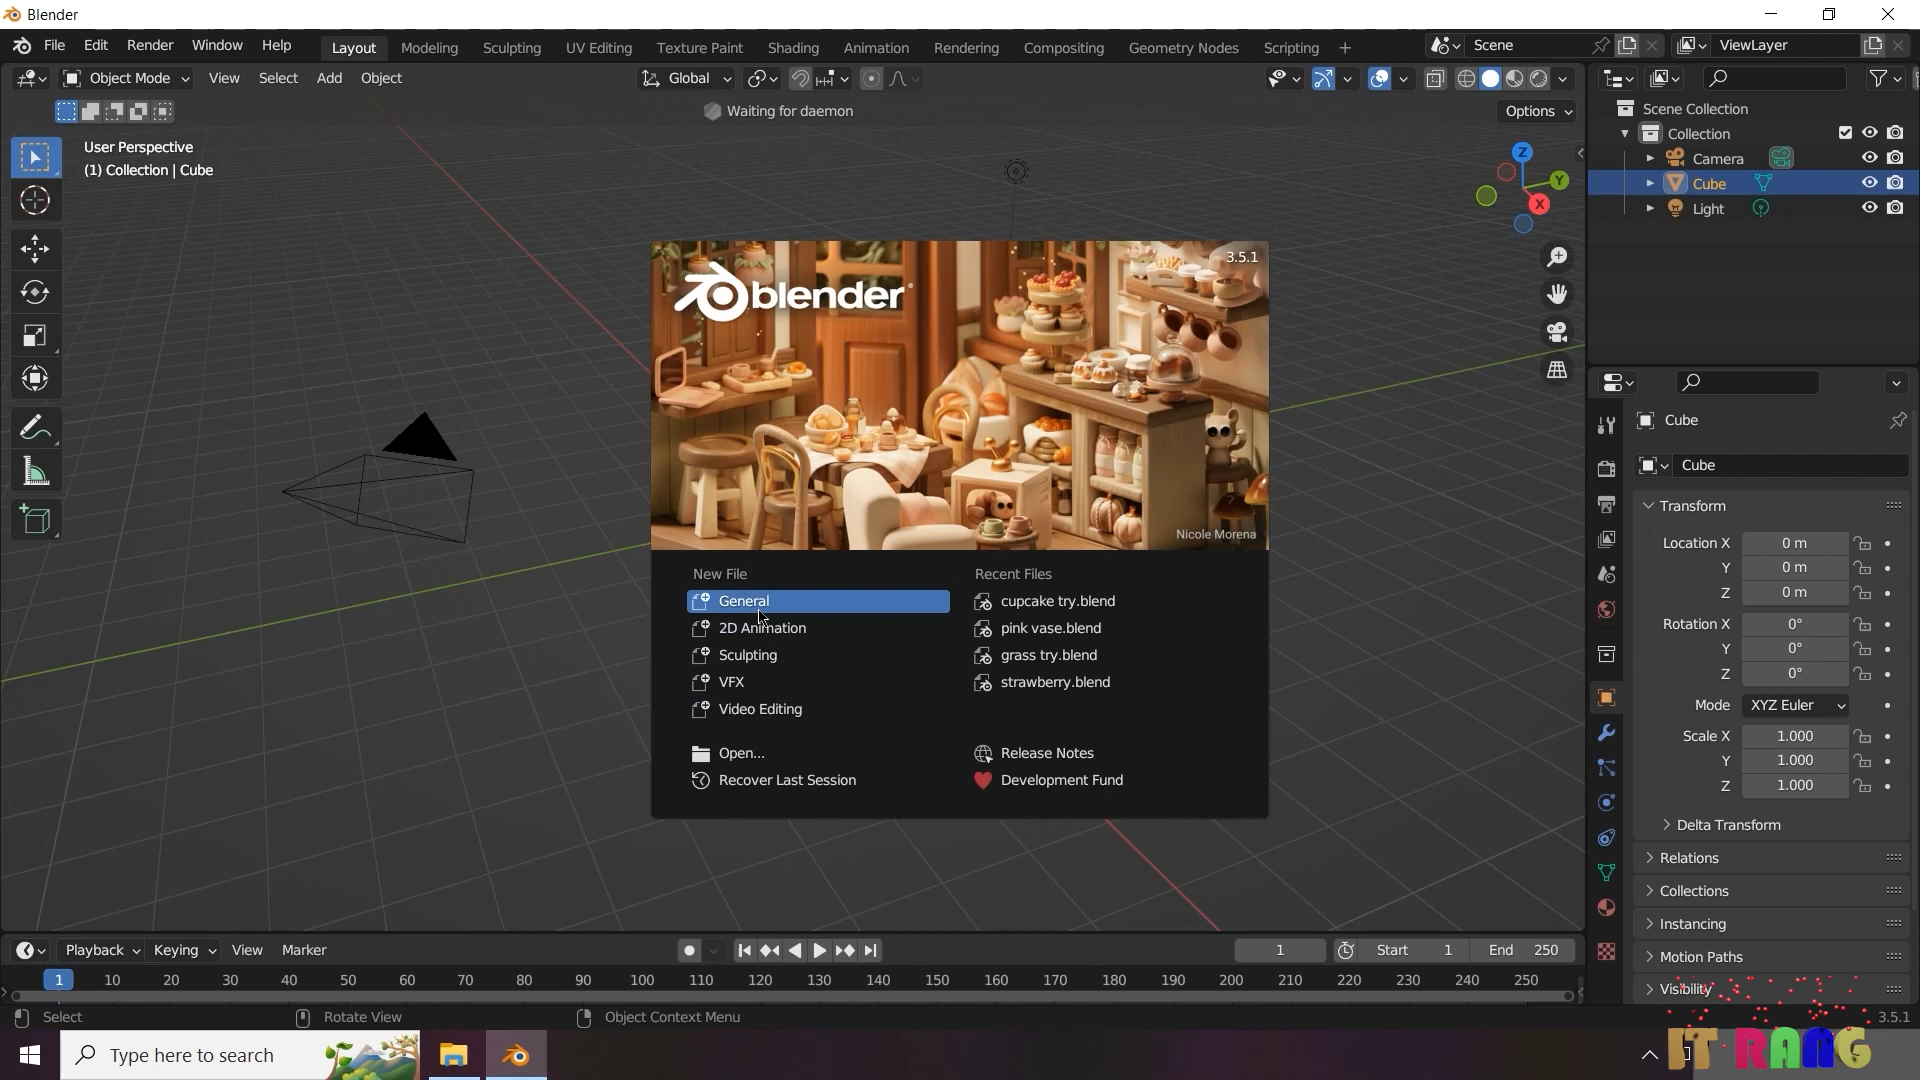 Blender
File Edit Render Window Help Layout Modeling Sculpting UV Editing Texture Paint Shading Animation Rendering Compositing Geometry Nodes Scripting + Scene ViewLayer
Object Mode View Select Add Object Global
Waiting for daemon Options
User Perspective
(1) Collection | Cube
Z
Y
X
Scene Collection
Collection
Camera
Cube
Light
blender
3.5.1
Nicole Morena
New File
General
2D Animation
Sculpting
VFX
Video Editing
Open...
Recover Last Session
Recent Files
cupcake try.blend
pink vase.blend
grass try.blend
strawberry.blend
Release Notes
Development Fund
Cube
Cube
Transform
Location X 0 m
Y 0 m
Z 0 m
Rotation X 0°
Y 0°
Z 0°
Mode XYZ Euler
Scale X 1.000
Y 1.000
Z 1.000
Delta Transform
Relations
Collections
Instancing
Motion Paths
Visibility
Playback Keying View Marker 1 Start 1 End 250
1 10 20 30 40 50 60 70 80 90 100 110 120 130 140 150 160 170 180 190 200 210 220 230 240 250
Select Rotate View Object Context Menu 3.5.1
Type here to search
IT RANG